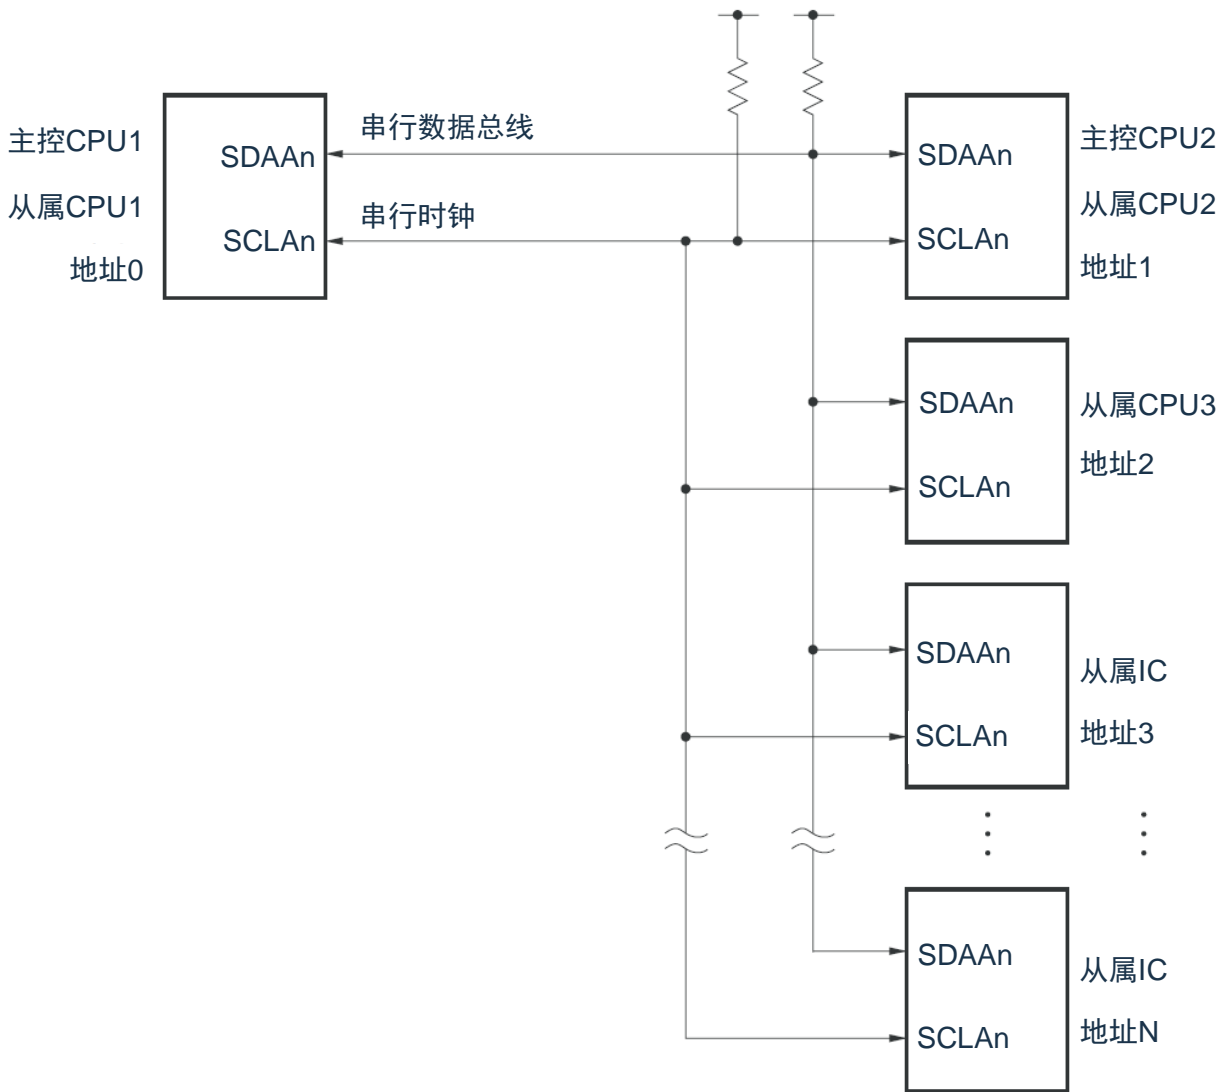 主控CPU1
从属CPU1
地址0
SDAAn
SCLAn
串行数据总线
串行时钟
SDAAn
SCLAn
主控CPU2
从属CPU2
地址1
SDAAn
SCLAn
从属CPU3
地址2
SDAAn
SCLAn
从属IC
地址3
SDAAn
SCLAn
从属IC
地址N